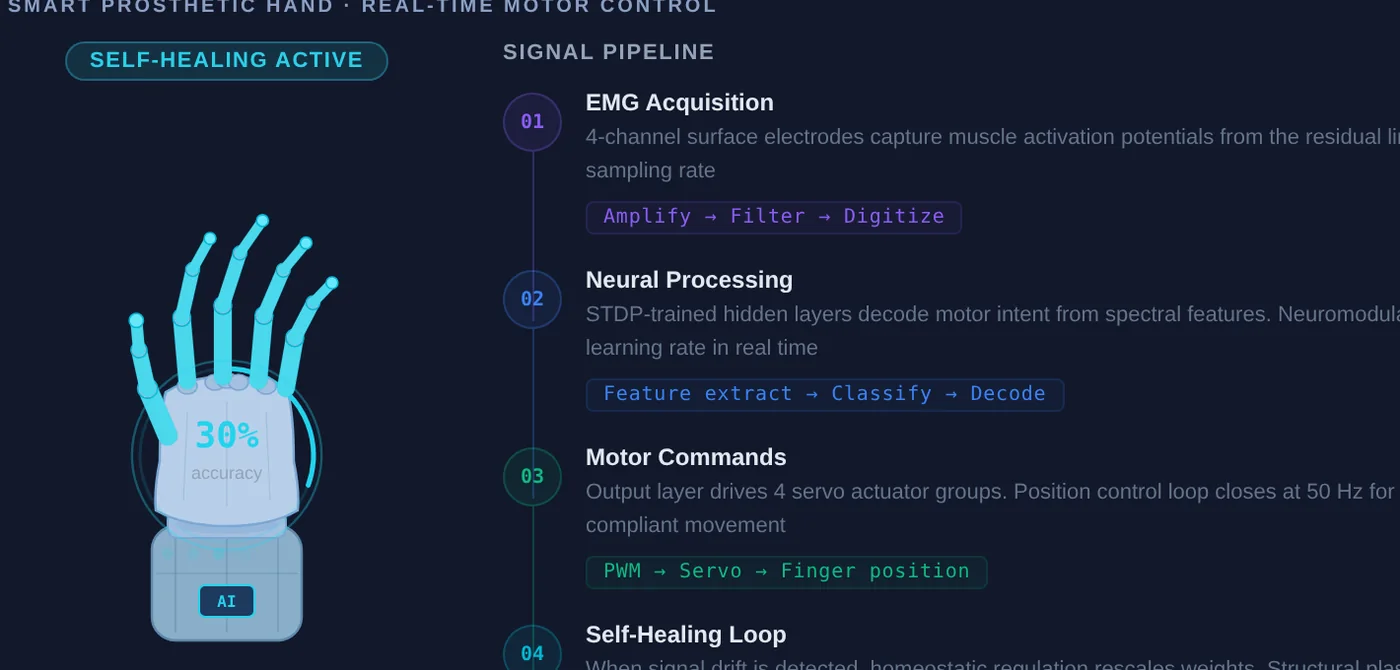 SMART PROSTHETIC HAND · REAL-TIME MOTOR CONTROL
SELF-HEALING ACTIVE
30%
accuracy
AI
SIGNAL PIPELINE
01
EMG Acquisition
4-channel surface electrodes capture muscle activation potentials from the residual
sampling rate
Amplify → Filter → Digitize
02
Neural Processing
STDP-trained hidden layers decode motor intent from spectral features.
learning rate in real time
Feature extract → Classify → Decode
03
Motor Commands
Output layer drives 4 servo actuator groups. Position control loop closes at 50 Hz for
compliant movement
PWM → Servo → Finger position
04
Self-Healing Loop
When signal drift is detected, homeostatic regulation rescales weights. Structural